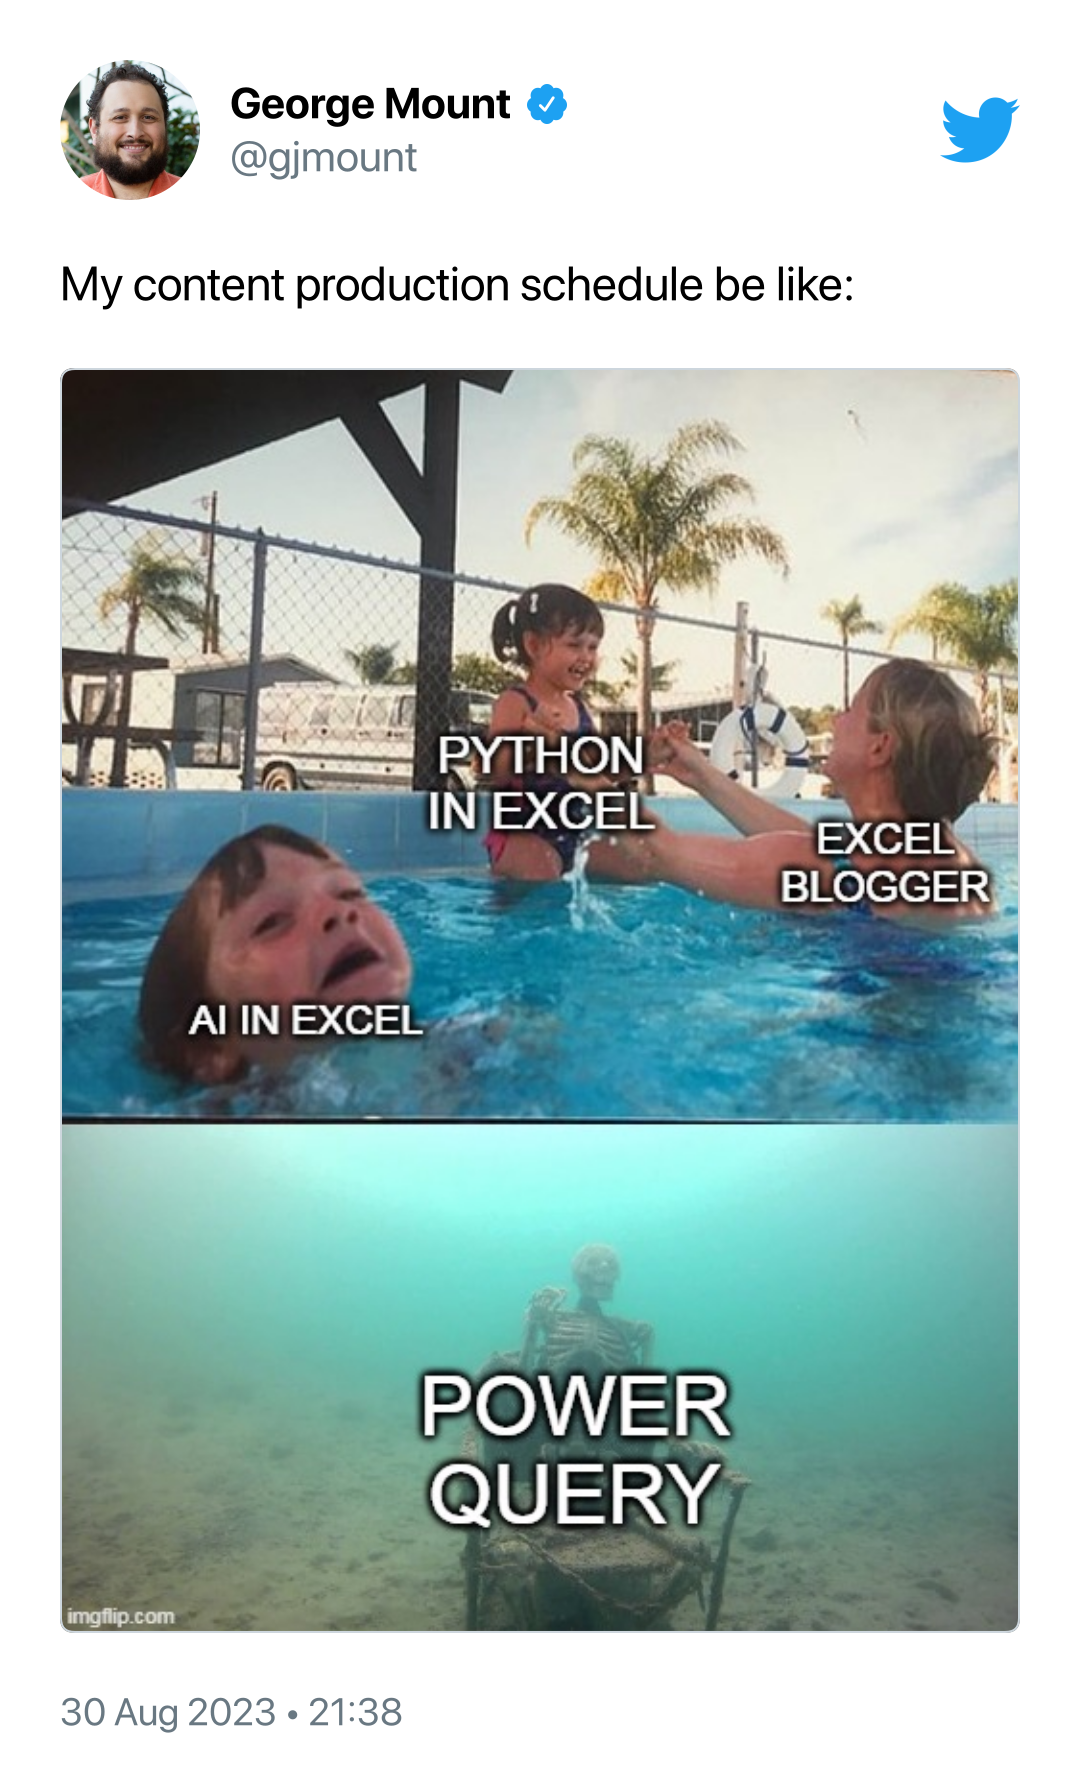 George Mount
@gjmount
My content production schedule be like:
PYTHON
IN EXCEL
EXCEL
BLOGGER
AI IN EXCEL
POWER
QUERY
imgflip.com
30 Aug 2023 • 21:38